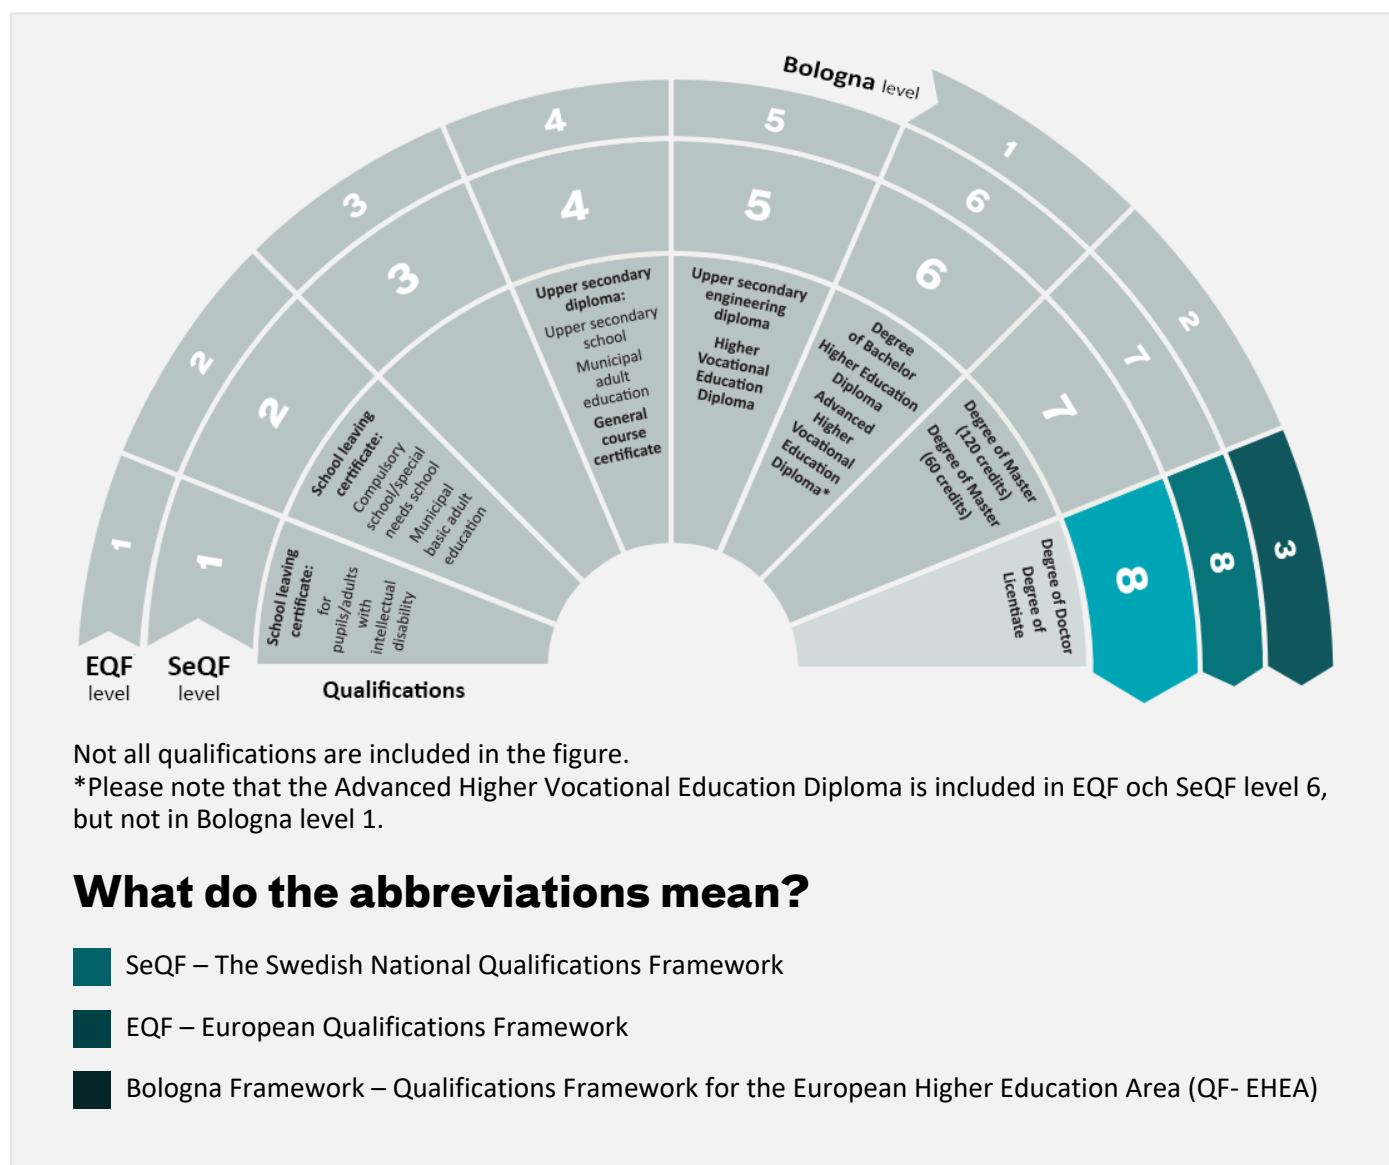 Bologna level
EQF
level
SeQF
level
Qualifications
1
2
3
4
5
6
7
8
1
2
3
4
5
6
7
8
1
2
3
School leaving
certificate:
for
pupils/adults
with
intellectual
disability
School leaving
certificate:
Compulsory
school/special
needs school
Municipal
basic adult
education
Upper secondary
diploma:
Upper secondary
school
Municipal
adult
education
General
course
certificate
Upper secondary
engineering
diploma
Higher
Vocational
Education
Diploma
Degree
of Bachelor
Higher Education
Diploma
Advanced
Higher
Vocational
Education
Diploma*
Degree of Master
(120 credits)
Degree of Master
(60 credits)
Degree of Doctor
Degree of
Licentiate
Not all qualifications are included in the figure.
*Please note that the Advanced Higher Vocational Education Diploma is included in EQF och SeQF level 6,
but not in Bologna level 1.
What do the abbreviations mean?
SeQF – The Swedish National Qualifications Framework
EQF – European Qualifications Framework
Bologna Framework – Qualifications Framework for the European Higher Education Area (QF- EHEA)